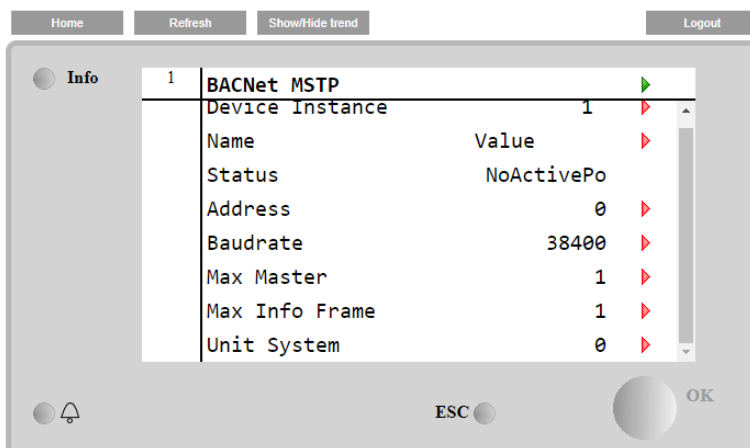 Home Refresh Show/Hide trend Logout
Info 1 BACNet MSTP
Device Instance 1
Name Value
Status NoActivePo
Address 0
Baudrate 38400
Max Master 1
Max Info Frame 1
Unit System 0
OK
ESC